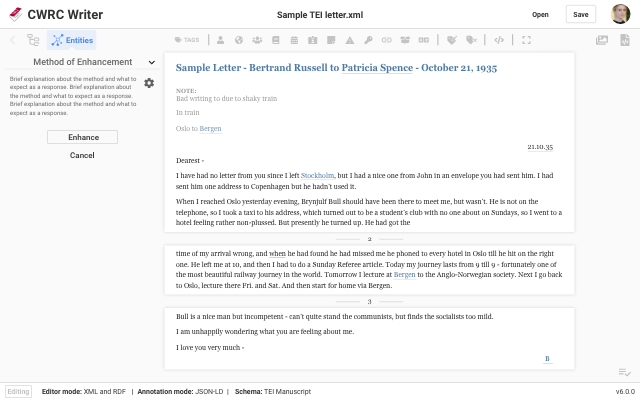 CWRC Writer
Sample TEI letter.xml
Open
Save
Entities
TAGS
Method of Enhancement
Brief explanation about the method and what to
expect as a response. Brief explanation about
the method and what to expect as a response.
Brief explanation about the method and what to
expect as a response.
Enhance
Cancel
Sample Letter - Bertrand Russell to Patricia Spence - October 21, 1935
NOTE:
Bad writing to due to shaky train
In train
Oslo to Bergen
21.10.35
Dearest -
I have had no letter from you since I left Stockholm, but I had a nice one from John in an envelope you had sent him. I had
sent him one address to Copenhagen but he hadn't used it.
When I reached Oslo yesterday evening, Brynjulf Bull should have been there to meet me, but wasn't. He is not on the
telephone, so I took a taxi to his address, which turned out to be a student's club with no one about on Sundays, so I went to a
hotel feeling rather non-plussed. But presently he turned up. He had got the
2
time of my arrival wrong, and when he had found he had missed me he phoned to every hotel in Oslo till he hit on the right
one. He left me at 10, and then I had to do a Sunday Referee article. Today my journey lasts from 9 till 9 - fortunately one of
the most beautiful railway journeys in the world. Tomorrow I lecture at Bergen to the Anglo-Norwegian society. Next I go back
to Oslo, lecture there Fri. and Sat. And then start for home via Bergen.
3
Bull is a nice man but incompetent - can't quite stand the communists, but finds the socialists too mild.
I am unhappily wondering what you are feeling about me.
I love you very much -
B
Editing
Editor mode: XML and RDF | Annotation mode: JSON-LD | Schema: TEI Manuscript
v6.0.0